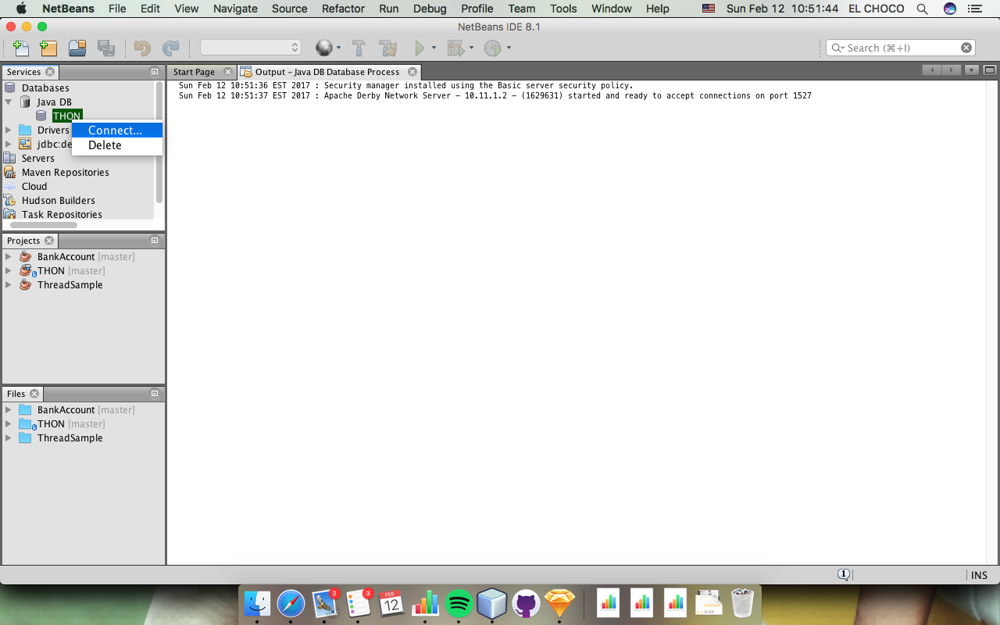 NetBeans File Edit View Navigate Source Refactor Run Debug Profile Team Tools Window Help Sun Feb 12 10:51:44 EL CHOCO
NetBeans IDE 8.1
Search (⌘+I)
Services
Start Page Output - Java DB Database Process
Databases
Java DB
THON
Connect...
Drivers
Delete
jdbc:de
Servers
Maven Repositories
Cloud
Hudson Builders
Task Repositories
Sun Feb 12 10:51:36 EST 2017 : Security manager installed using the Basic server security policy.
Sun Feb 12 10:51:37 EST 2017 : Apache Derby Network Server - 10.11.1.2 - (1629631) started and ready to accept connections on port 1527
Projects
BankAccount [master]
THON [master]
ThreadSample
Files
BankAccount [master]
THON [master]
ThreadSample
1
INS
2
3
FEB
12
XLSX